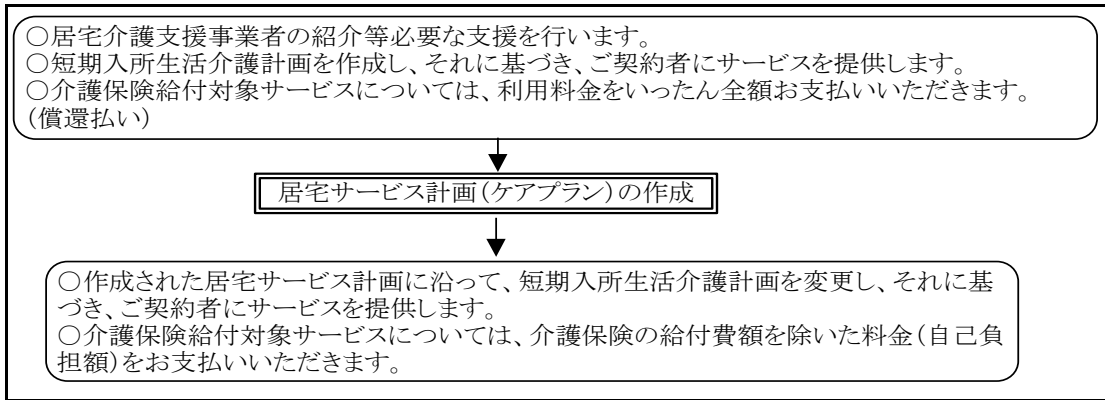 ○居宅介護支援事業者の紹介等必要な支援を行います。
○短期入所生活介護計画を作成し、それに基づき、ご契約者にサービスを提供します。
○介護保険給付対象サービスについては、利用料金をいったん全額お支払いいただきます。
(償還払い)
居宅サービス計画(ケアプラン)の作成
○作成された居宅サービス計画に沿って、短期入所生活介護計画を変更し、それに基
づき、ご契約者にサービスを提供します。
○介護保険給付対象サービスについては、介護保険の給付費額を除いた料金(自己負
担額)をお支払いいただきます。